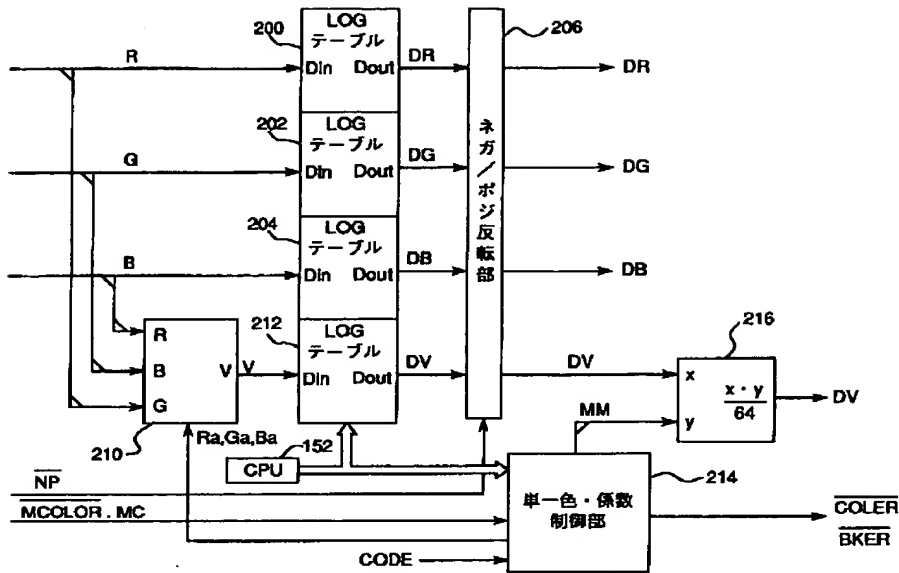 LOG
200 テーブル 206
R DR DR
Din Dout
LOG
202 テーブル
G DG DG
Din Dout
LOG
204 テーブル
B DB DB
Din Dout
ネガ/ポジ反転部
212 LOG
テーブル
R
B V V DV DV
Din Dout
G
210
216
x x・y DV
y 64
MM
Ra,Ga,Ba 152
CPU
214
単一色・係数
制御部
NP
MCOLOR.MC
CODE
COLER
BKER